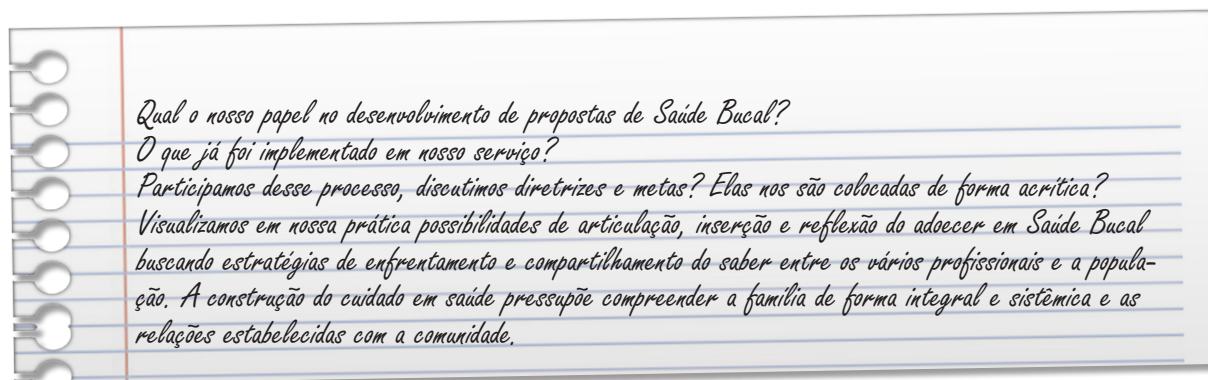 Qual o nosso papel no desenvolvimento de propostas de Saúde Bucal?
O que já foi implementado em nosso serviço?
Participamos desse processo, discutimos diretrizes e metas? Elas nos são colocadas de forma acrítica?
Visualizamos em nossa prática possibilidades de articulação, inserção e reflexão do adoecer em Saúde Bucal
buscando estratégias de enfrentamento e compartilhamento do saber entre os vários profissionais e a popula-
ção. A construção do cuidado em saúde pressupõe compreender a família de forma integral e sistêmica e as
relações estabelecidas com a comunidade.